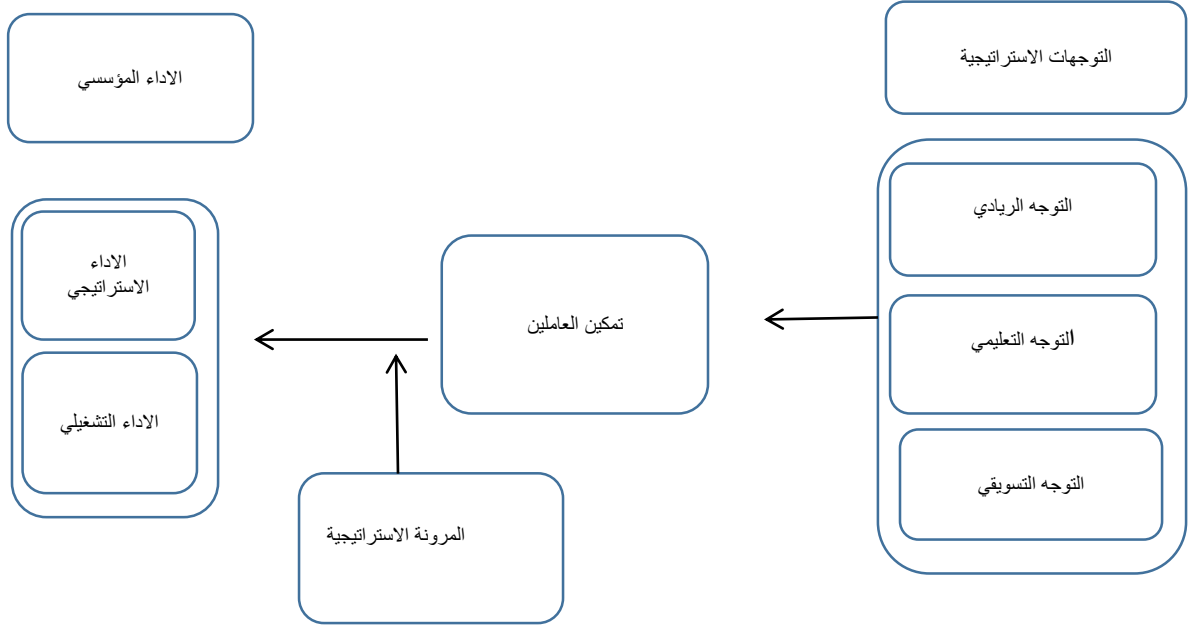 التوجهات الاستراتيجية
الاداء المؤسسي
التوجه الريادي
الاداء
الاستراتيجي
تمكين العاملين
التوجه التعليمي
الاداء التشغيلي
التوجه التسويقي
المرونة الاستراتيجية